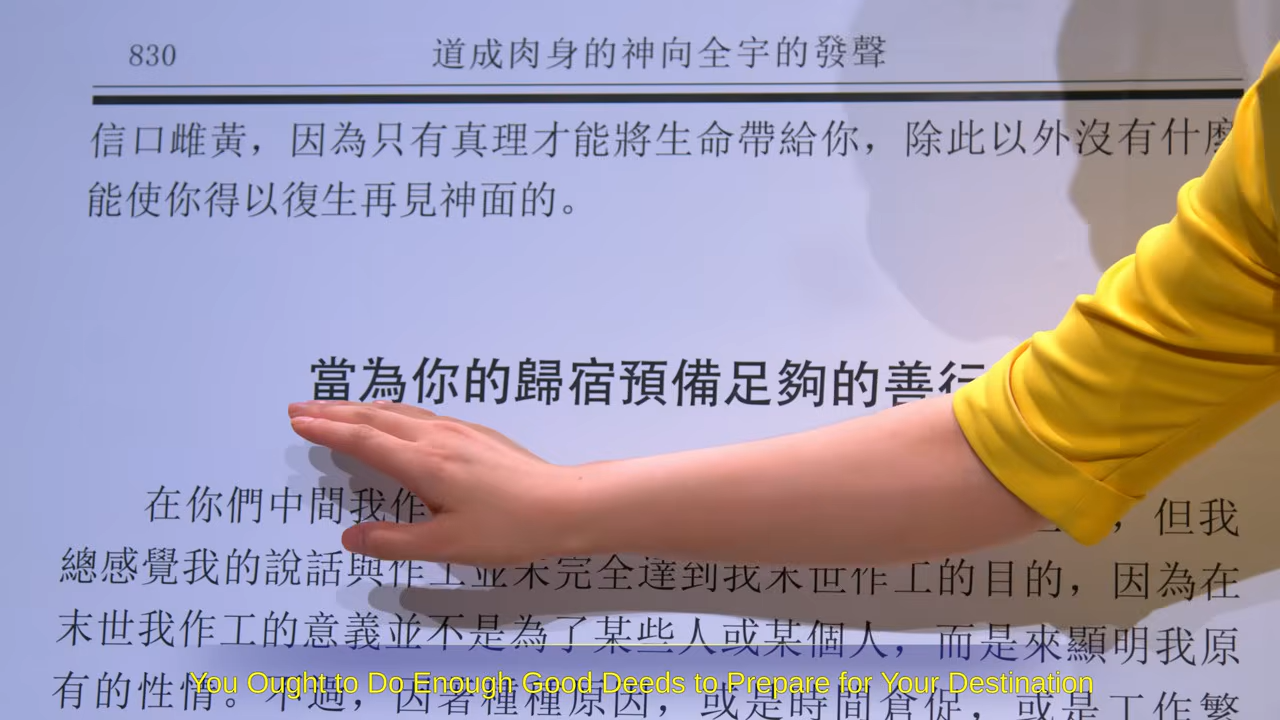 830 道成肉身的神向全宇的發聲
信口雌黃，因為只有真理才能將生命帶給你，除此以外沒有什麼
能使你得以復生再見神面的。
當為你的歸宿預備足夠的善行
在你們中間我作，但我
總感覺我的說話與作工並未完全達到我末世作工的目的，因為在
末世我作工的意義並不是為了某些人或某個人，而是來顯明我原
有的性情。不過，因著種種原因，或是時間倉促，或是工作繁
You Ought to Do Enough Good Deeds to Prepare for Your Destination